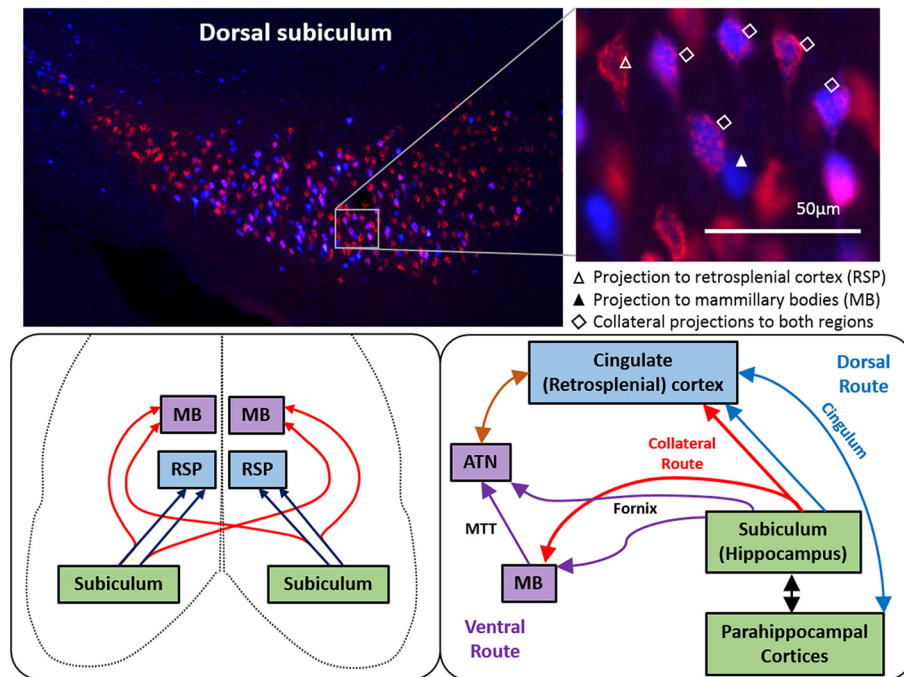 Dorsal subiculum
50µm
△ Projection to retrosplenial cortex (RSP)
▲ Projection to mammillary bodies (MB)
◇ Collateral projections to both regions
MB
MB
RSP
RSP
Subiculum
Subiculum
Cingulate
(Retrosplenial) cortex
Dorsal
Route
Cingulum
Collateral
Route
ATN
MTT
Fornix
Subiculum
(Hippocampus)
MB
Ventral
Route
Parahippocampal
Cortices